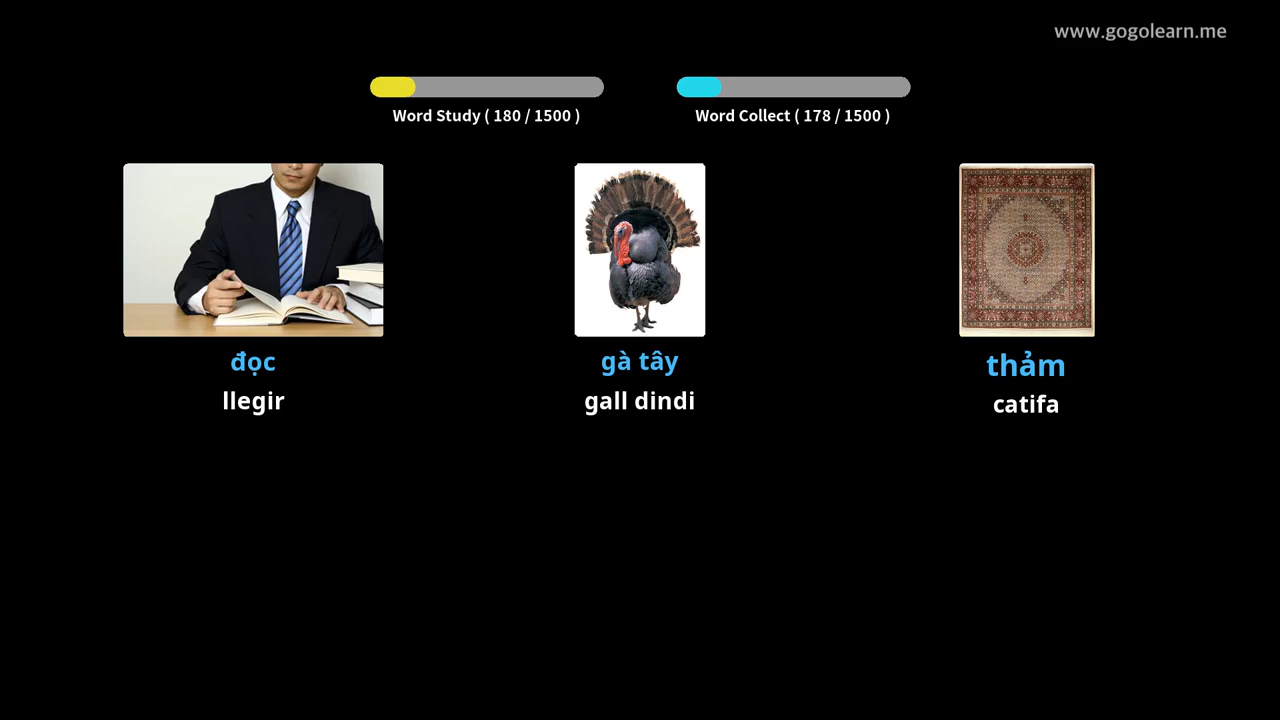 www.gogolearn.me
Word Study ( 180 / 1500 )
Word Collect ( 178 / 1500 )
đọc
llegir
gà tây
gall dindi
thảm
catifa